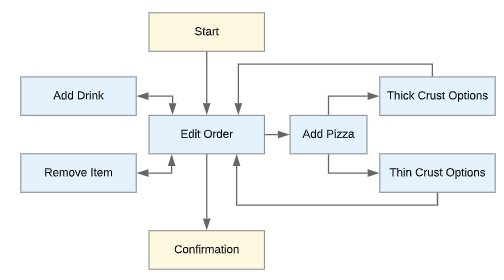 Start
Add Drink
Thick Crust Options
Edit Order
Add Pizza
Remove Item
Thin Crust Options
Confirmation